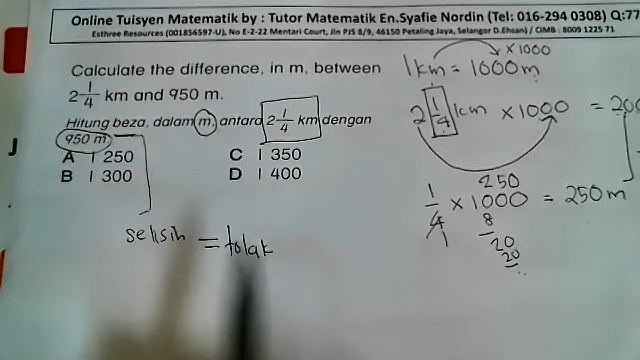 Online Tuisyen Matematik by : Tutor Matematik En.Syafie Nordin (Tel: 016-294 0308) Q:77
Esthree Resources (001856597-U), No E-2-22 Mentari Court, Jln PJS 8/9, 46150 Petaling Jaya, Selangor D.Ehsan) / CIMB : 8009 1225 71
Calculate the difference, in m, between
2 1/4 km and 950 m.
Hitung beza, dalam m, antara 2 1/4 km dengan
950 m.
A 1 250
B 1 300
C 1 350
D 1 400
selisih = tolak
x1000
1km = 1000m
2 1/4 km x1000 = 200
250
1/4 x 1000 = 250m
1
8
20
20
J